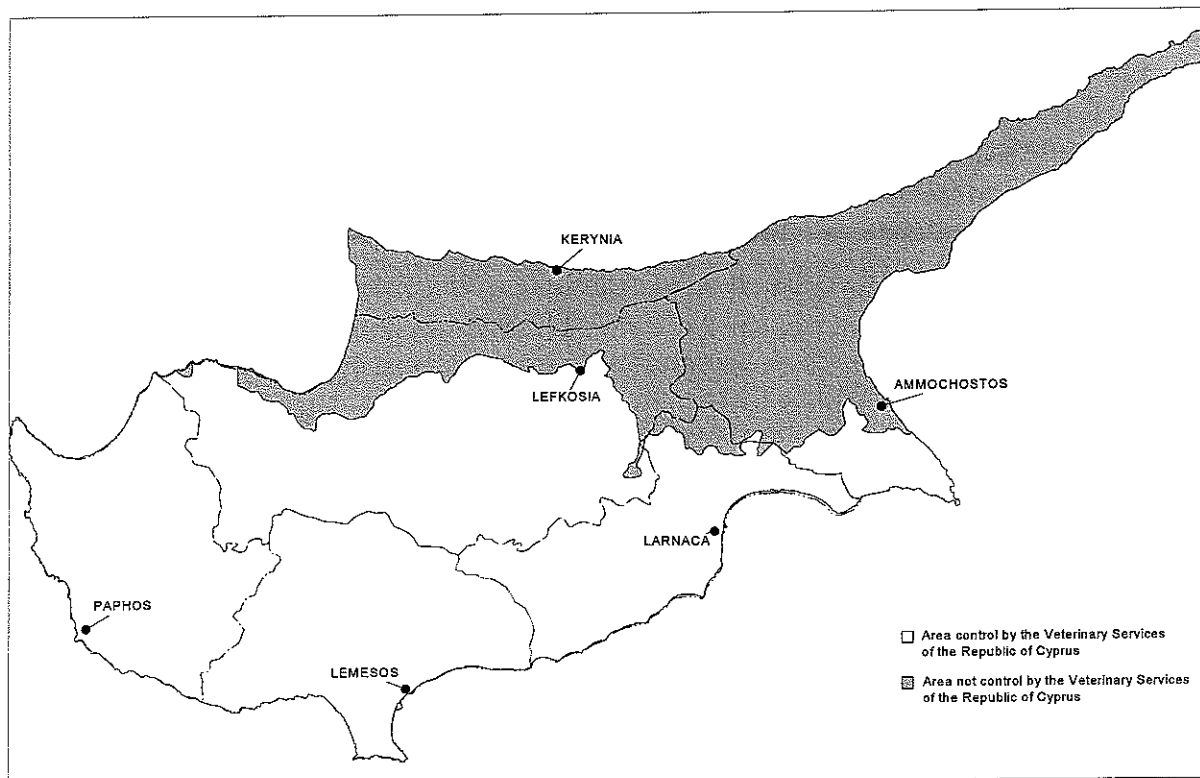 KERYNIA
LEFKOSIA
AMMOCHOSTOS
LARNACA
PAPHOS
LEMESOS
Area control by the Veterinary Services
of the Republic of Cyprus
Area not control by the Veterinary Services
of the Republic of Cyprus